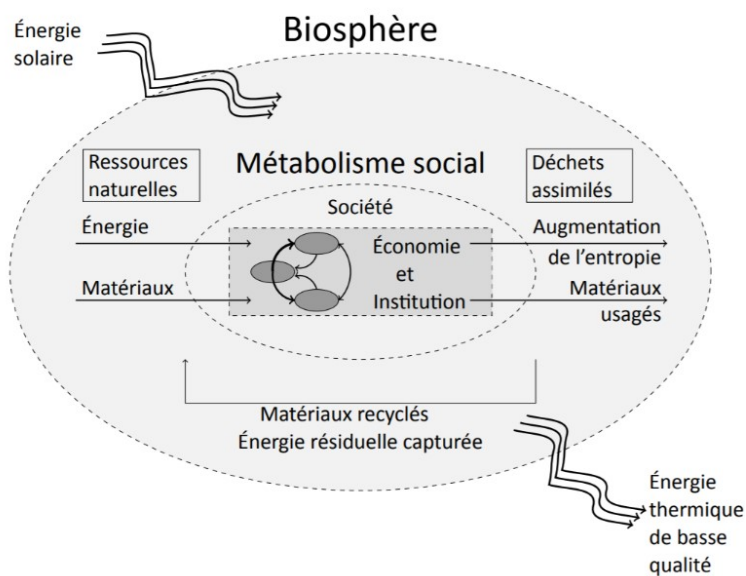 Biosphère
Énergie
solaire
Ressources
naturelles
Métabolisme social
Déchets
assimilés
Société
Énergie
Matériaux
Économie
et
Institution
Augmentation
de l’entropie
Matériaux
usagés
Matériaux recyclés
Énergie résiduelle capturée
Énergie
thermique
de basse
qualité